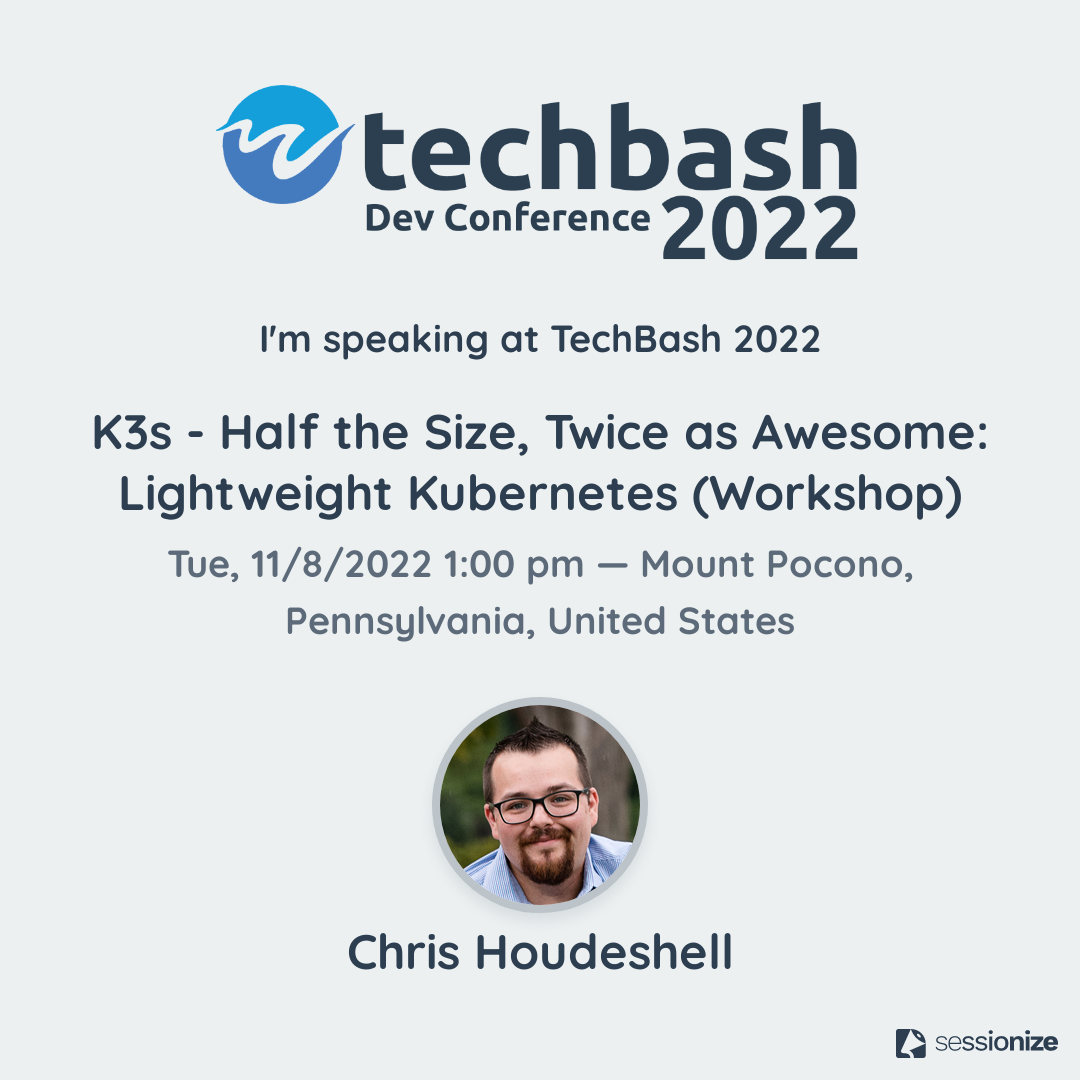 techbash
Dev Conference 2022
I'm speaking at TechBash 2022
K3s - Half the Size, Twice as Awesome:
Lightweight Kubernetes (Workshop)
Tue, 11/8/2022 1:00 pm — Mount Pocono,
Pennsylvania, United States
Chris Houdeshell
sessionize